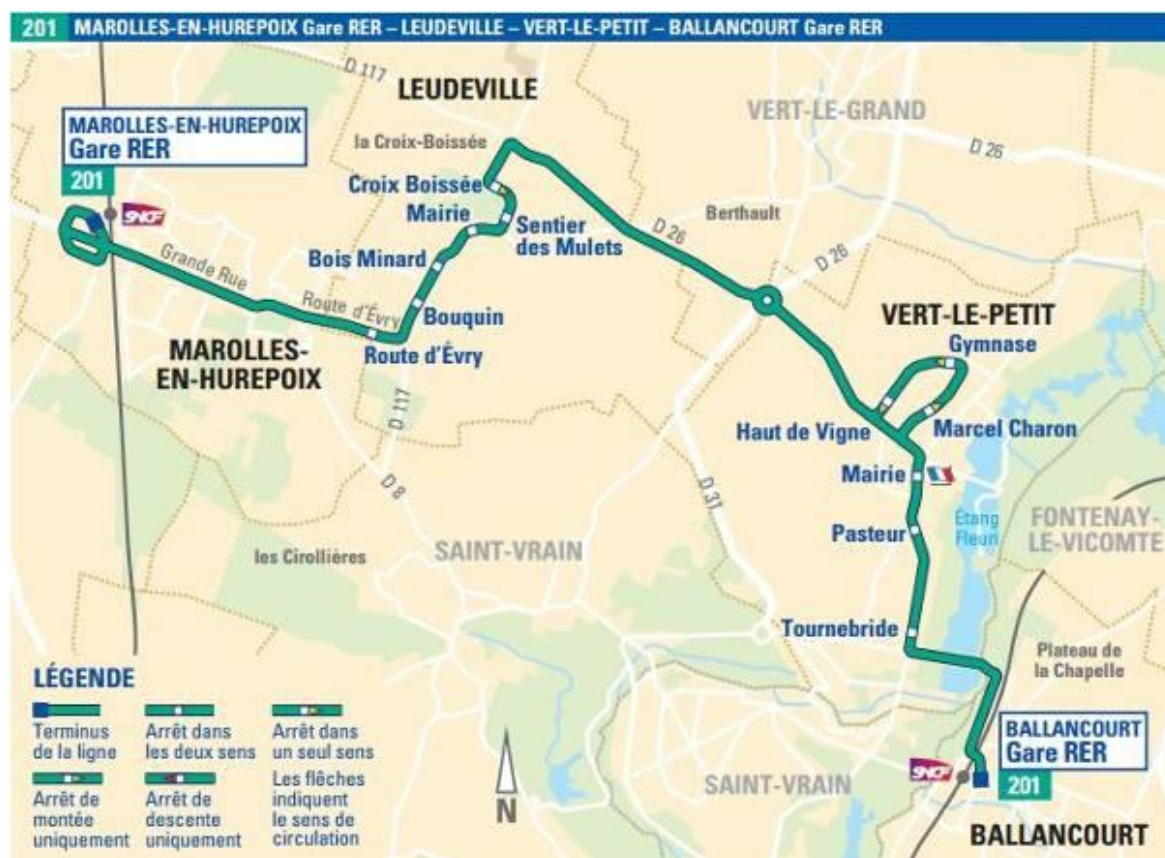 201 MAROLLES-EN-HUREPOIX Gare RER – LEUDEVILLE – VERT-LE-PETIT – BALLANCOURT Gare RER
D 117
LEUDEVILLE
VERT-LE-GRAND
MAROLLES-EN-HUREPOIX
Gare RER
201
SNCF
la Croix-Boissée
D 26
Croix Boissée
Mairie
Sentier
des Mulets
Berthault
D 26
D 26
Bois Minard
Grande Rue
Route d'Évry
Bouquin
Route d'Évry
MAROLLES-
EN-HUREPOIX
VERT-LE-PETIT
Gymnase
D 117
Haut de Vigne
Marcel Charon
Mairie
D 8
D 31
Étang
Fleuri
FONTENAY-
LE-VICOMTE
Pasteur
SAINT-VRAIN
les Cirollières
Tournebride
Plateau de
la Chapelle
LÉGENDE
Terminus
de la ligne
Arrêt dans
les deux sens
Arrêt dans
un seul sens
Arrêt de
montée
uniquement
Arrêt de
descente
uniquement
Les flêches
indiquent
le sens de
circulation
N
SAINT-VRAIN
BALLANCOURT
Gare RER
201
SNCF
BALLANCOURT